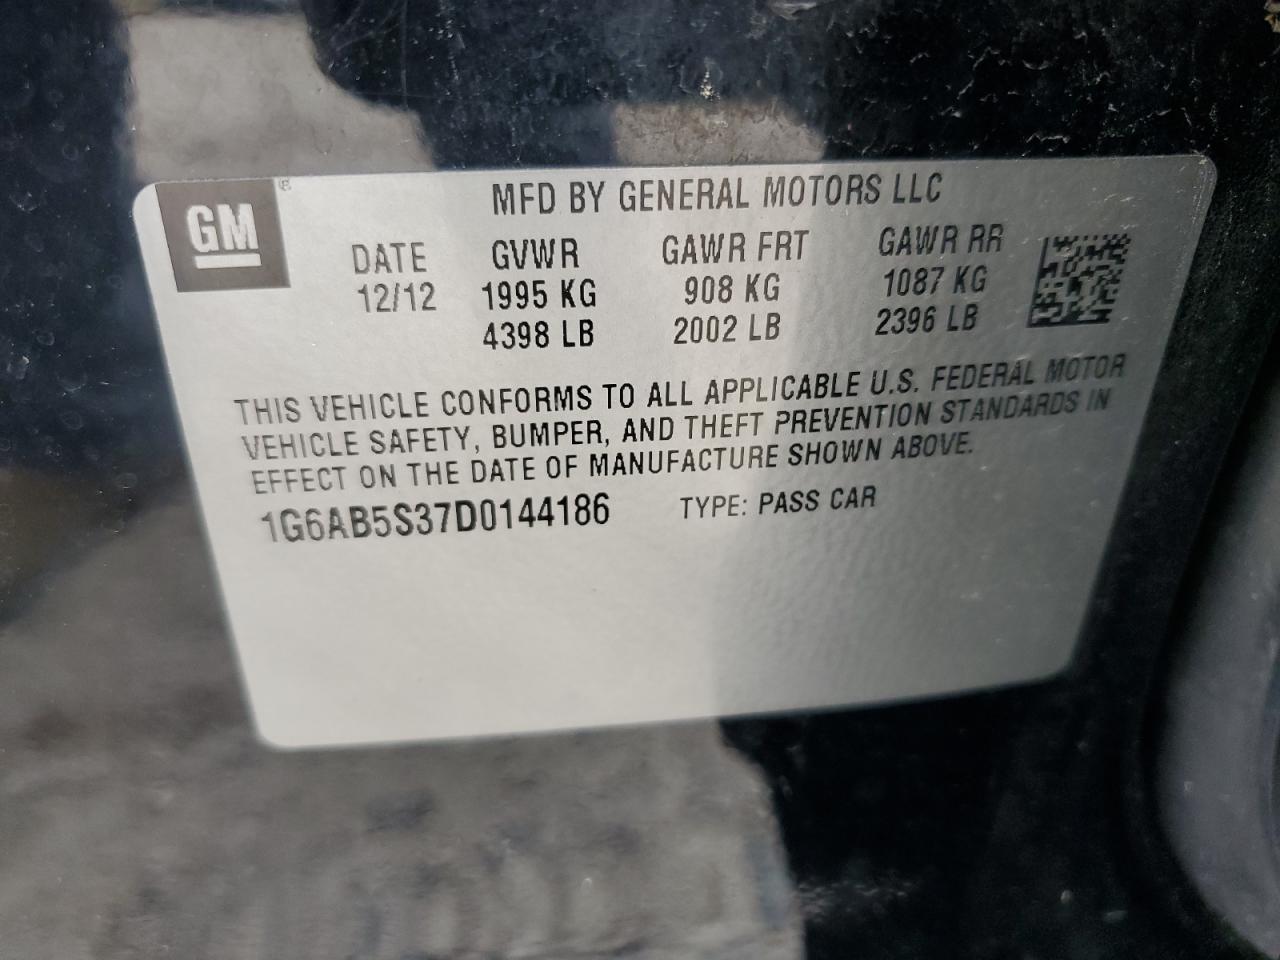 GM
MFD BY GENERAL MOTORS LLC
DATE GVWR GAWR FRT GAWR RR
12/12 1995 KG 908 KG 1087 KG
4398 LB 2002 LB 2396 LB
THIS VEHICLE CONFORMS TO ALL APPLICABLE U.S. FEDERAL MOTOR
VEHICLE SAFETY, BUMPER, AND THEFT PREVENTION STANDARDS IN
EFFECT ON THE DATE OF MANUFACTURE SHOWN ABOVE.
1G6AB5S37D0144186 TYPE: PASS CAR